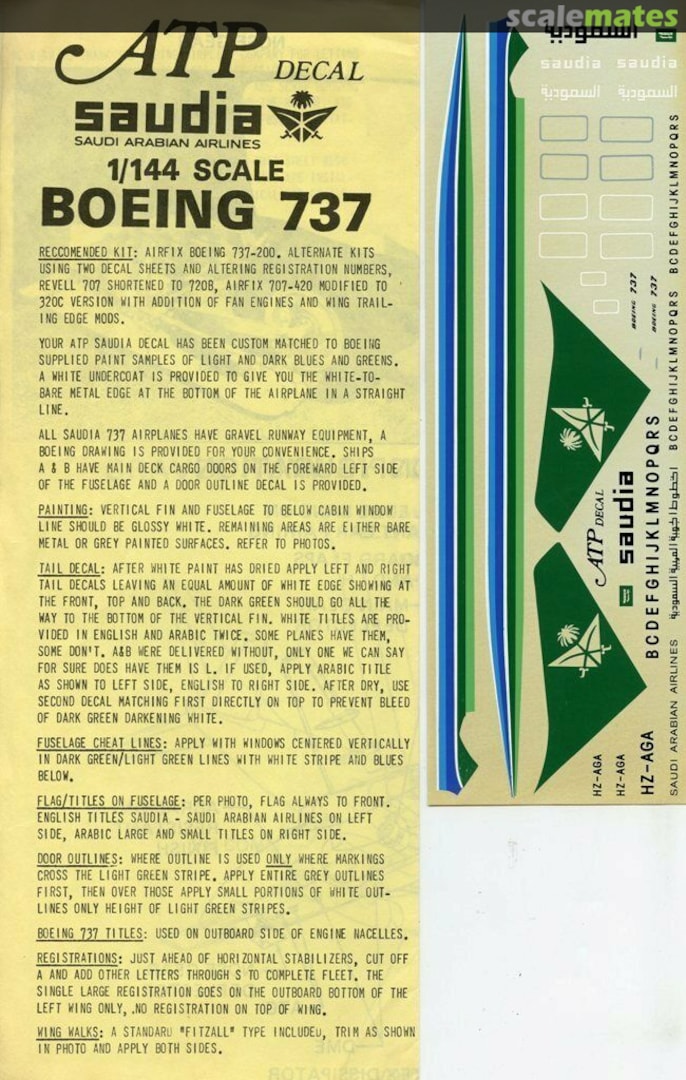 scalemates
ATP DECAL
saudia
SAUDI ARABIAN AIRLINES
1/144 SCALE
BOEING 737
RECCOMENDED KIT: AIRFIX BOEING 737-200. ALTERNATE KITS
USING TWO DECAL SHEETS AND ALTERING REGISTRATION NUMBERS,
REVELL 707 SHORTENED TO 720B, AIRFIX 707-420 MODIFIED TO
320C VERSION WITH ADDITION OF FAN ENGINES AND WING TRAIL-
ING EDGE MODS.
YOUR ATP SAUDIA DECAL HAS BEEN CUSTOM MATCHED TO BOEING
SUPPLIED PAINT SAMPLES OF LIGHT AND DARK BLUES AND GREENS.
A WHITE UNDERCOAT IS PROVIDED TO GIVE YOU THE WHITE-TO-
BARE METAL EDGE AT THE BOTTOM OF THE AIRPLANE IN A STRAIGHT
LINE.
ALL SAUDIA 737 AIRPLANES HAVE GRAVEL RUNWAY EQUIPMENT, A
BOEING DRAWING IS PROVIDED FOR YOUR CONVENIENCE. SHIPS
A & B HAVE MAIN DECK CARGO DOORS ON THE FOREWARD LEFT SIDE
OF THE FUSELAGE AND A DOOR OUTLINE DECAL IS PROVIDED.
PAINTING: VERTICAL FIN AND FUSELAGE TO BELOW CABIN WINDOW
LINE SHOULD BE GLOSSY WHITE. REMAINING AREAS ARE EITHER BARE
METAL OR GREY PAINTED SURFACES. REFER TO PHOTOS.
TAIL DECAL: AFTER WHITE PAINT HAS DRIED APPLY LEFT AND RIGHT
TAIL DECALS LEAVING AN EQUAL AMOUNT OF WHITE EDGE SHOWING AT
THE FRONT, TOP AND BACK. THE DARK GREEN SHOULD GO ALL THE
WAY TO THE BOTTOM OF THE VERTICAL FIN. WHITE TITLES ARE PRO-
VIDED IN ENGLISH AND ARABIC TWICE. SOME PLANES HAVE THEM,
SOME DON'T. A&B WERE DELIVERED WITHOUT, ONLY ONE WE CAN SAY
FOR SURE DOES HAVE THEM IS L. IF USED, APPLY ARABIC TITLE
AS SHOWN TO LEFT SIDE, ENGLISH TO RIGHT SIDE. AFTER DRY, USE
SECOND DECAL MATCHING FIRST DIRECTLY ON TOP TO PREVENT BLEED
OF DARK GREEN DARKENING WHITE.
FUSELAGE CHEAT LINES: APPLY WITH WINDOWS CENTERED VERTICALLY
IN DARK GREEN/LIGHT GREEN LINES WITH WHITE STRIPE AND BLUES
BELOW.
FLAG/TITLES ON FUSELAGE: PER PHOTO, FLAG ALWAYS TO FRONT.
ENGLISH TITLES SAUDIA - SAUDI ARABIAN AIRLINES ON LEFT
SIDE, ARABIC LARGE AND SMALL TITLES ON RIGHT SIDE.
DOOR OUTLINES: WHERE OUTLINE IS USED ONLY WHERE MARKINGS
CROSS THE LIGHT GREEN STRIPE. APPLY ENTIRE GREY OUTLINES
FIRST, THEN OVER THOSE APPLY SMALL PORTIONS OF WHITE OUT-
LINES ONLY HEIGHT OF LIGHT GREEN STRIPES.
BOEING 737 TITLES: USED ON OUTBOARD SIDE OF ENGINE NACELLES.
REGISTRATIONS: JUST AHEAD OF HORIZONTAL STABILIZERS, CUT OFF
A AND ADD OTHER LETTERS THROUGH S TO COMPLETE FLEET. THE
SINGLE LARGE REGISTRATION GOES ON THE OUTBOARD BOTTOM OF THE
LEFT WING ONLY, .NO REGISTRATION ON TOP OF WING.
WING WALKS: A STANDARD "FITZALL" TYPE INCLUDED, TRIM AS SHOWN
IN PHOTO AND APPLY BOTH SIDES.
السعودية
saudia saudia
السعودية السعودية
BOEING 737
BOEING 737
BCDEFGHIJKLMNOPQRS
BCDEFGHIJKLMNOPQRS
ATP DECAL
saudia
BCDEFGHIJKLMNOPQRS
الخطوط الجوية العربية السعودية
HZ-AGA
HZ-AGA
HZ-AGA
SAUDI ARABIAN AIRLINES